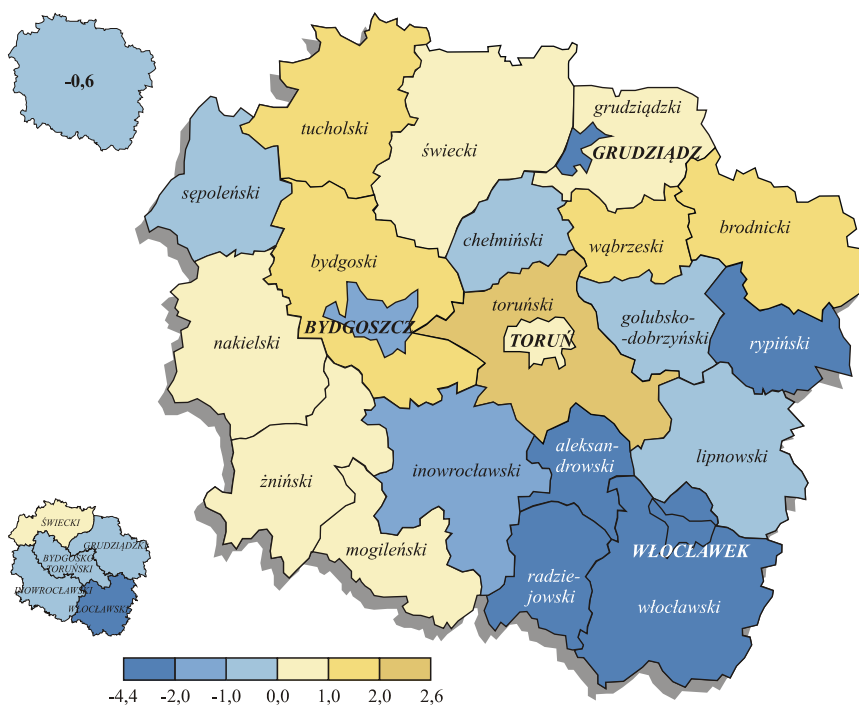 -0,6
tucholski
świecki
grudziądzki
GRUDZIĄDZ
sępoleński
chełmiński
wąbrzeski
brodnicki
bydgoski
BYDGOSZCZ
toruński
TORUŃ
golubsko-
-dobrzyński
rypiński
nakielski
aleksan-
drowski
lipnowski
inowrocławski
żniński
mogileński
radzie-
jowski
WŁOCŁAWEK
włocławski
ŚWIECKI
GRUDZIĄDZKI
BYDGOSKO-
TORUŃSKI
INOWROCŁAWSKI
WŁOCŁAWSKI
-4,4 -2,0 -1,0 0,0 1,0 2,0 2,6